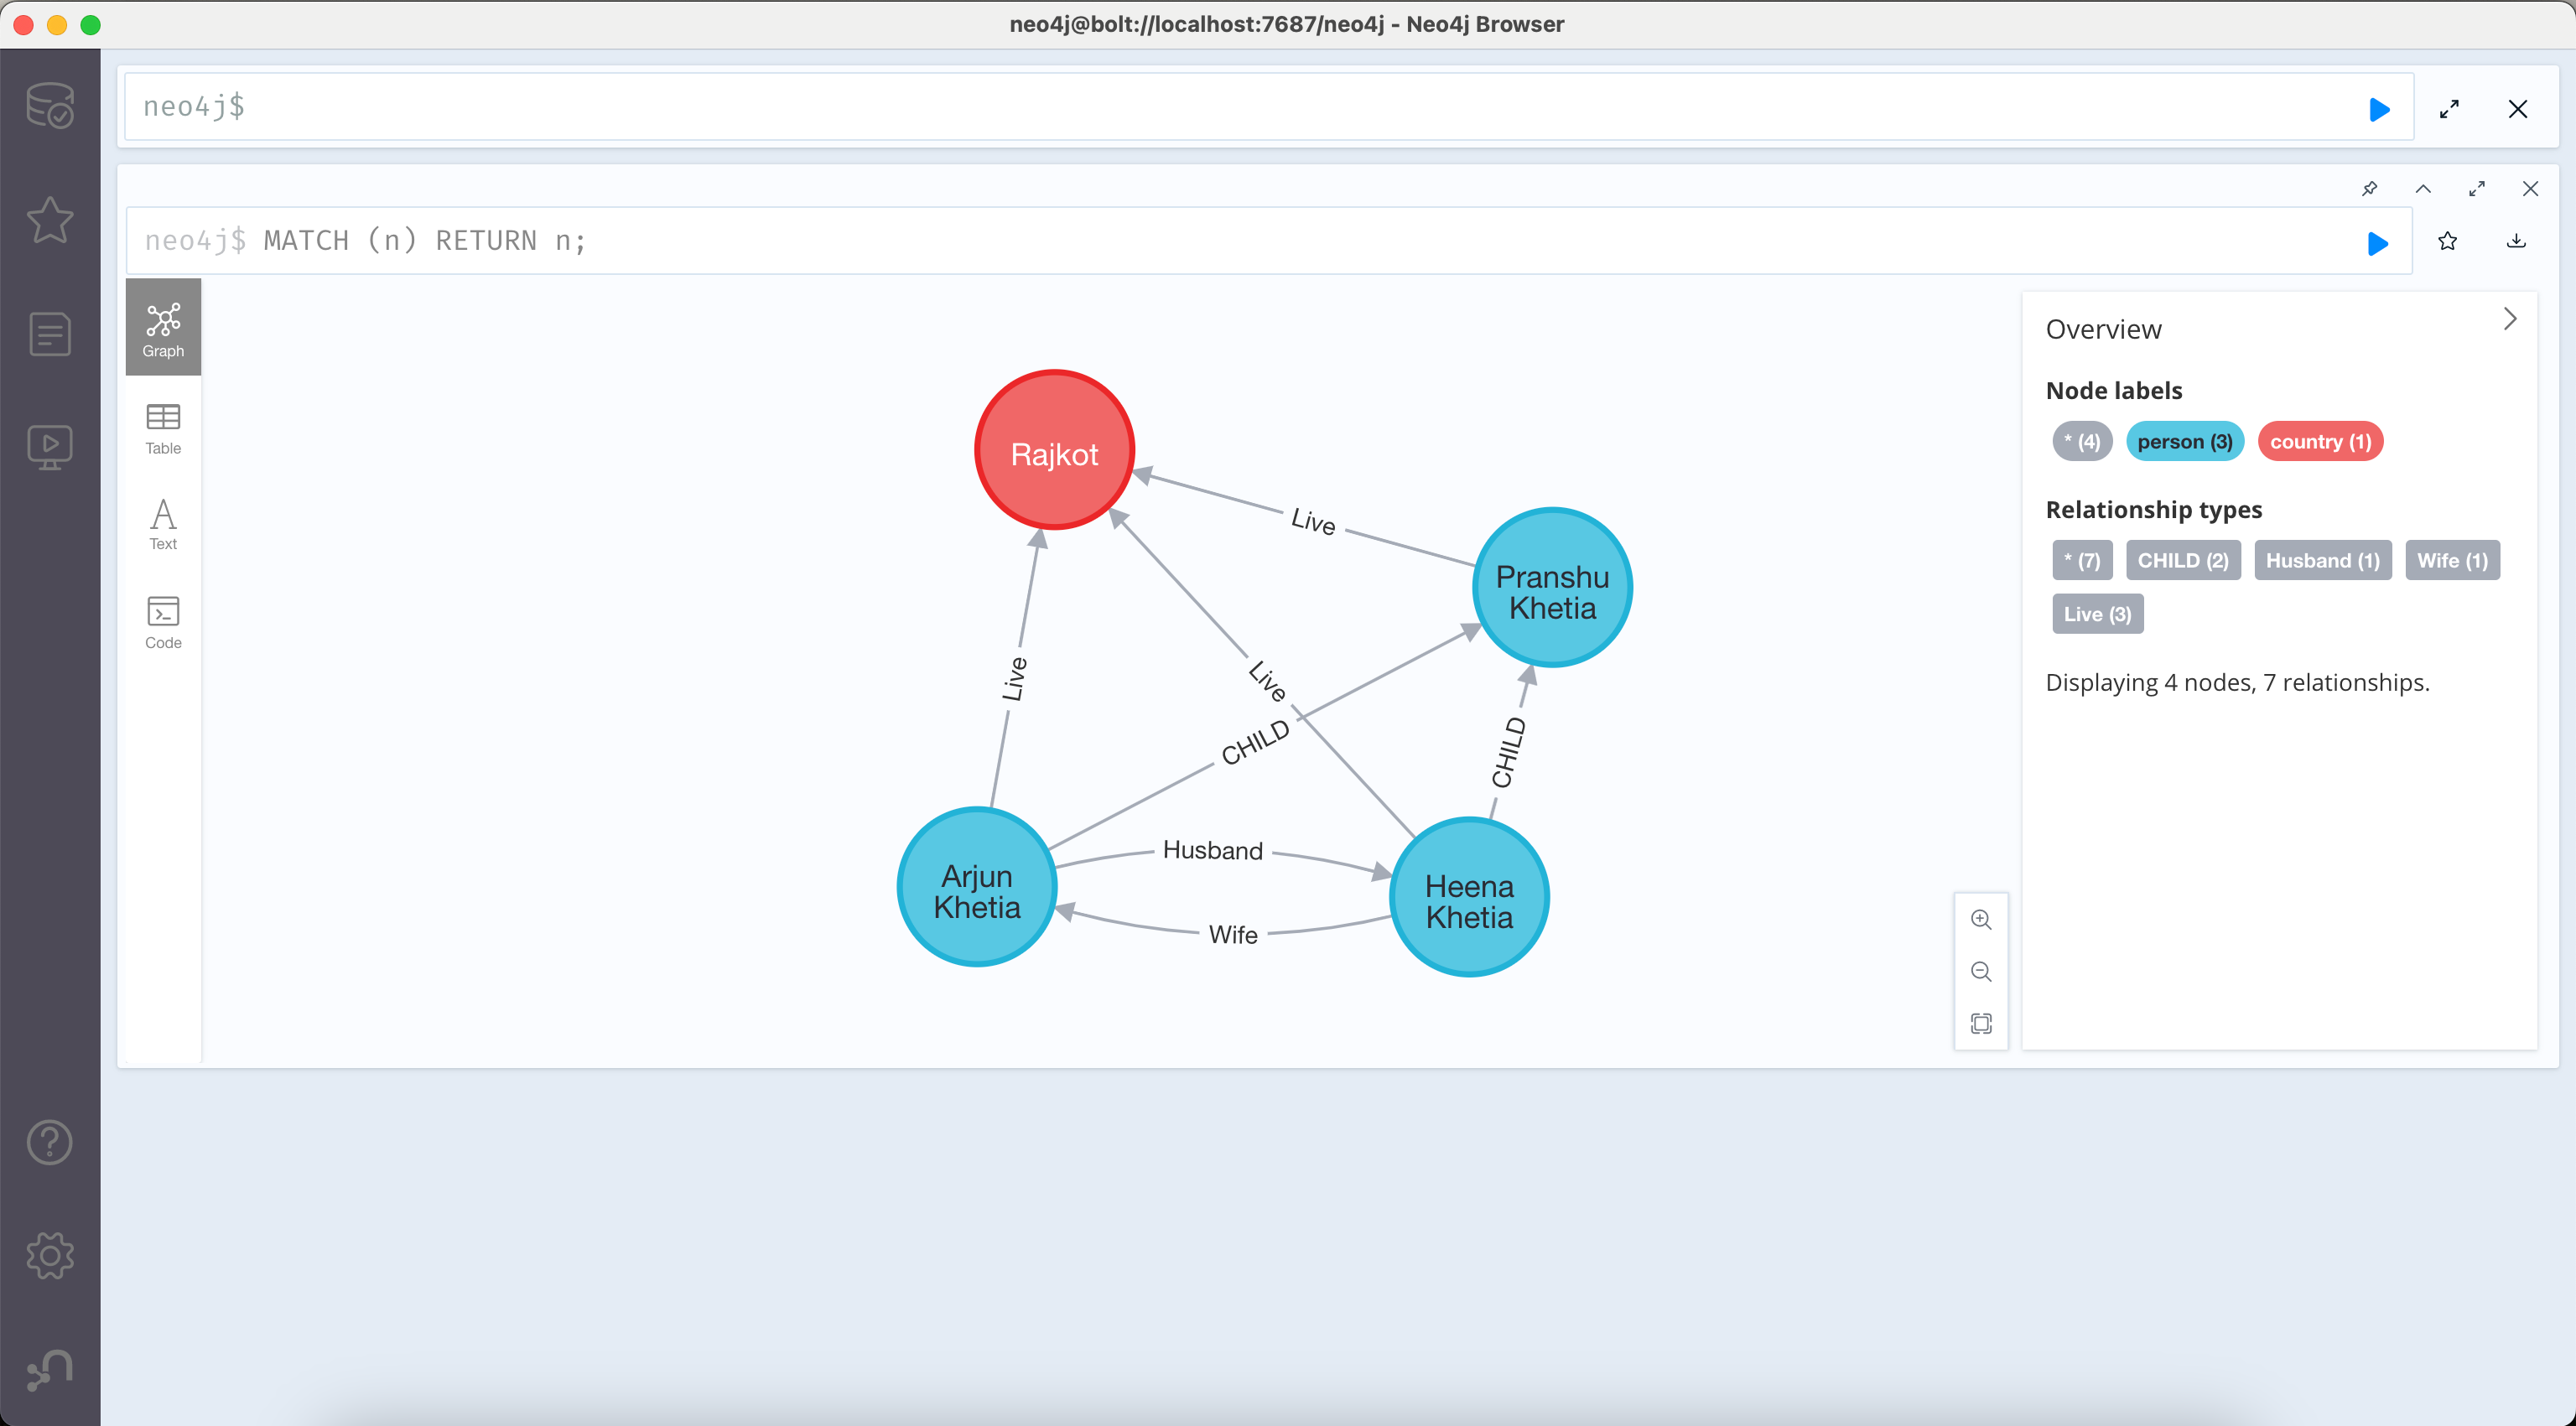 neo4j@bolt://localhost:7687/neo4j - Neo4j Browser
neo4j$
neo4j$ MATCH (n) RETURN n;
Graph
Table
Text
Code
Rajkot
Live
Pranshu
Khetia
Live
Live
CHILD
CHILD
Husband
Arjun
Khetia
Heena
Khetia
Wife
Overview
Node labels
* (4) person (3) country (1)
Relationship types
* (7) CHILD (2) Husband (1) Wife (1)
Live (3)
Displaying 4 nodes, 7 relationships.